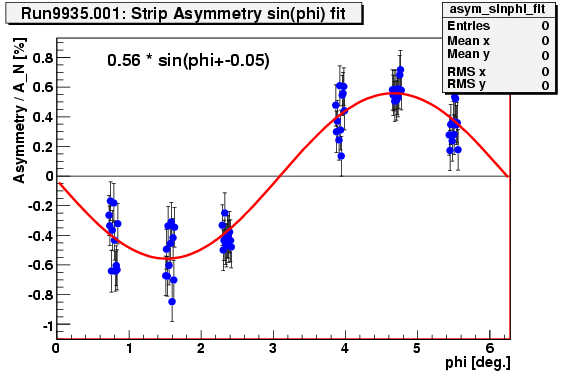 Run9935.001: Strip Asymmetry sin(phi) fit
asym_sinphi_fit
Entries 0
Mean x 0
Mean y 0
RMS x 0
RMS y 0
0.56 * sin(phi+-0.05)
Asymmetry / A_N [%]
0.8
0.6
0.4
0.2
0
-0.2
-0.4
-0.6
-0.8
-1
0 1 2 3 4 5 6
phi [deg.]